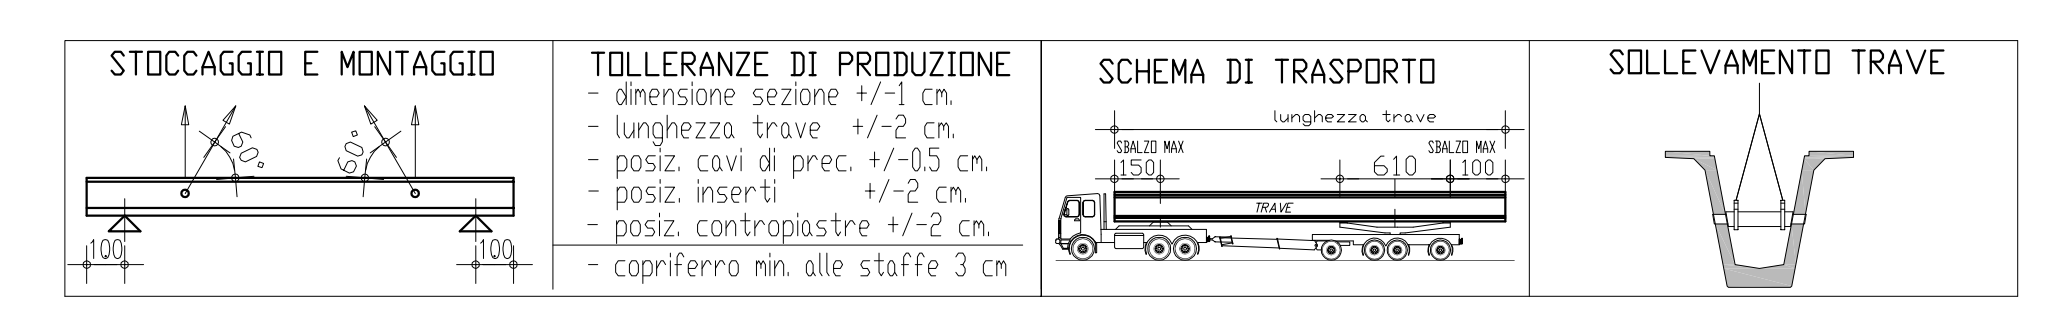 STOCCAGGIO E MONTAGGIO
60°
60°
100
100
TOLLERANZE DI PRODUZIONE
- dimensione sezione +/-1 cm.
- lunghezza trave +/-2 cm.
- posiz. cavi di prec. +/-0.5 cm.
- posiz. inserti +/-2 cm.
- posiz. contropiastre +/-2 cm.
- copriferro min. alle staffe 3 cm
SCHEMA DI TRASPORTO
lunghezza trave
SBALZO MAX
150
610
SBALZO MAX
100
TRAVE
SOLLEVAMENTO TRAVE